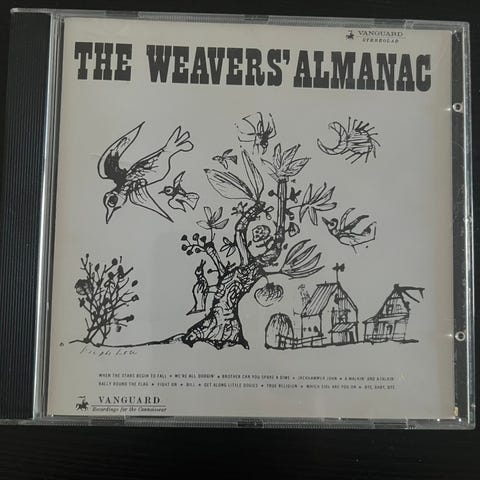 VANGUARD
STEREOLAB
THE WEAVERS' ALMANAC
WHEN THE STARS BEGIN TO FALL • WE'RE ALL DODGIN' • BROTHER CAN YOU SPARE A DIME • JACKHAMMER JOHN • A-WALKIN' AND A-TALKIN'
RALLY ROUND THE FLAG • FIGHT ON • BILL • GET ALONG LITTLE DOGIES • TRUE RELIGION • WHICH SIDE ARE YOU ON • BYE, BABY, BYE
VANGUARD
Recordings for the Connoisseur